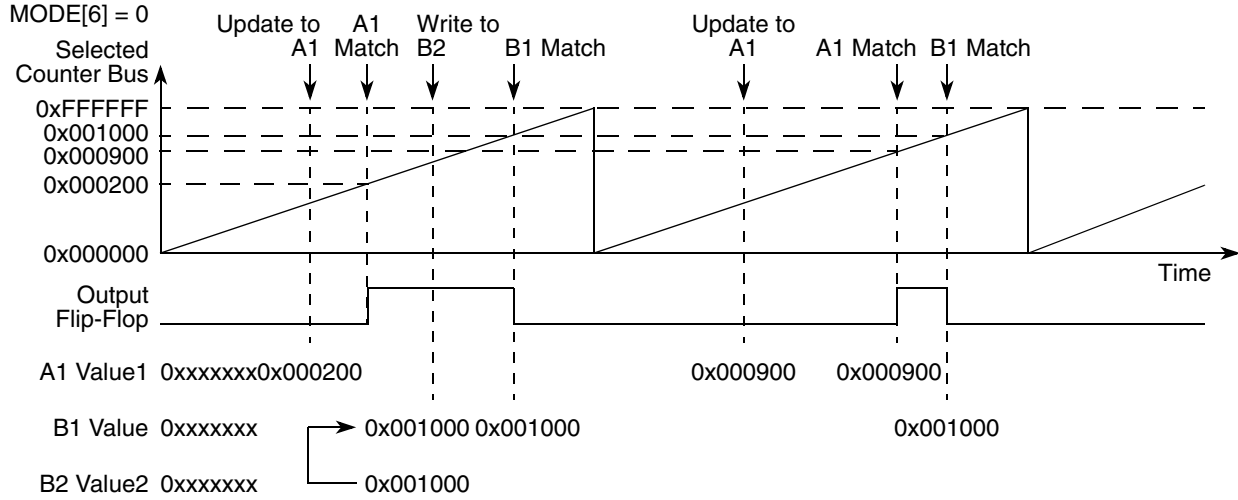 MODE[6] = 0
Update to A1
A1 Match
Write to B2
B1 Match
Update to A1
A1 Match
B1 Match
Selected Counter Bus
0xFFFFFF
0x001000
0x000900
0x000200
0x000000
Time
Output Flip-Flop
A1 Value1 0xxxxxxx0x000200 0x000900 0x000900
B1 Value 0xxxxxxx 0x001000 0x001000 0x001000
B2 Value2 0xxxxxxx 0x001000